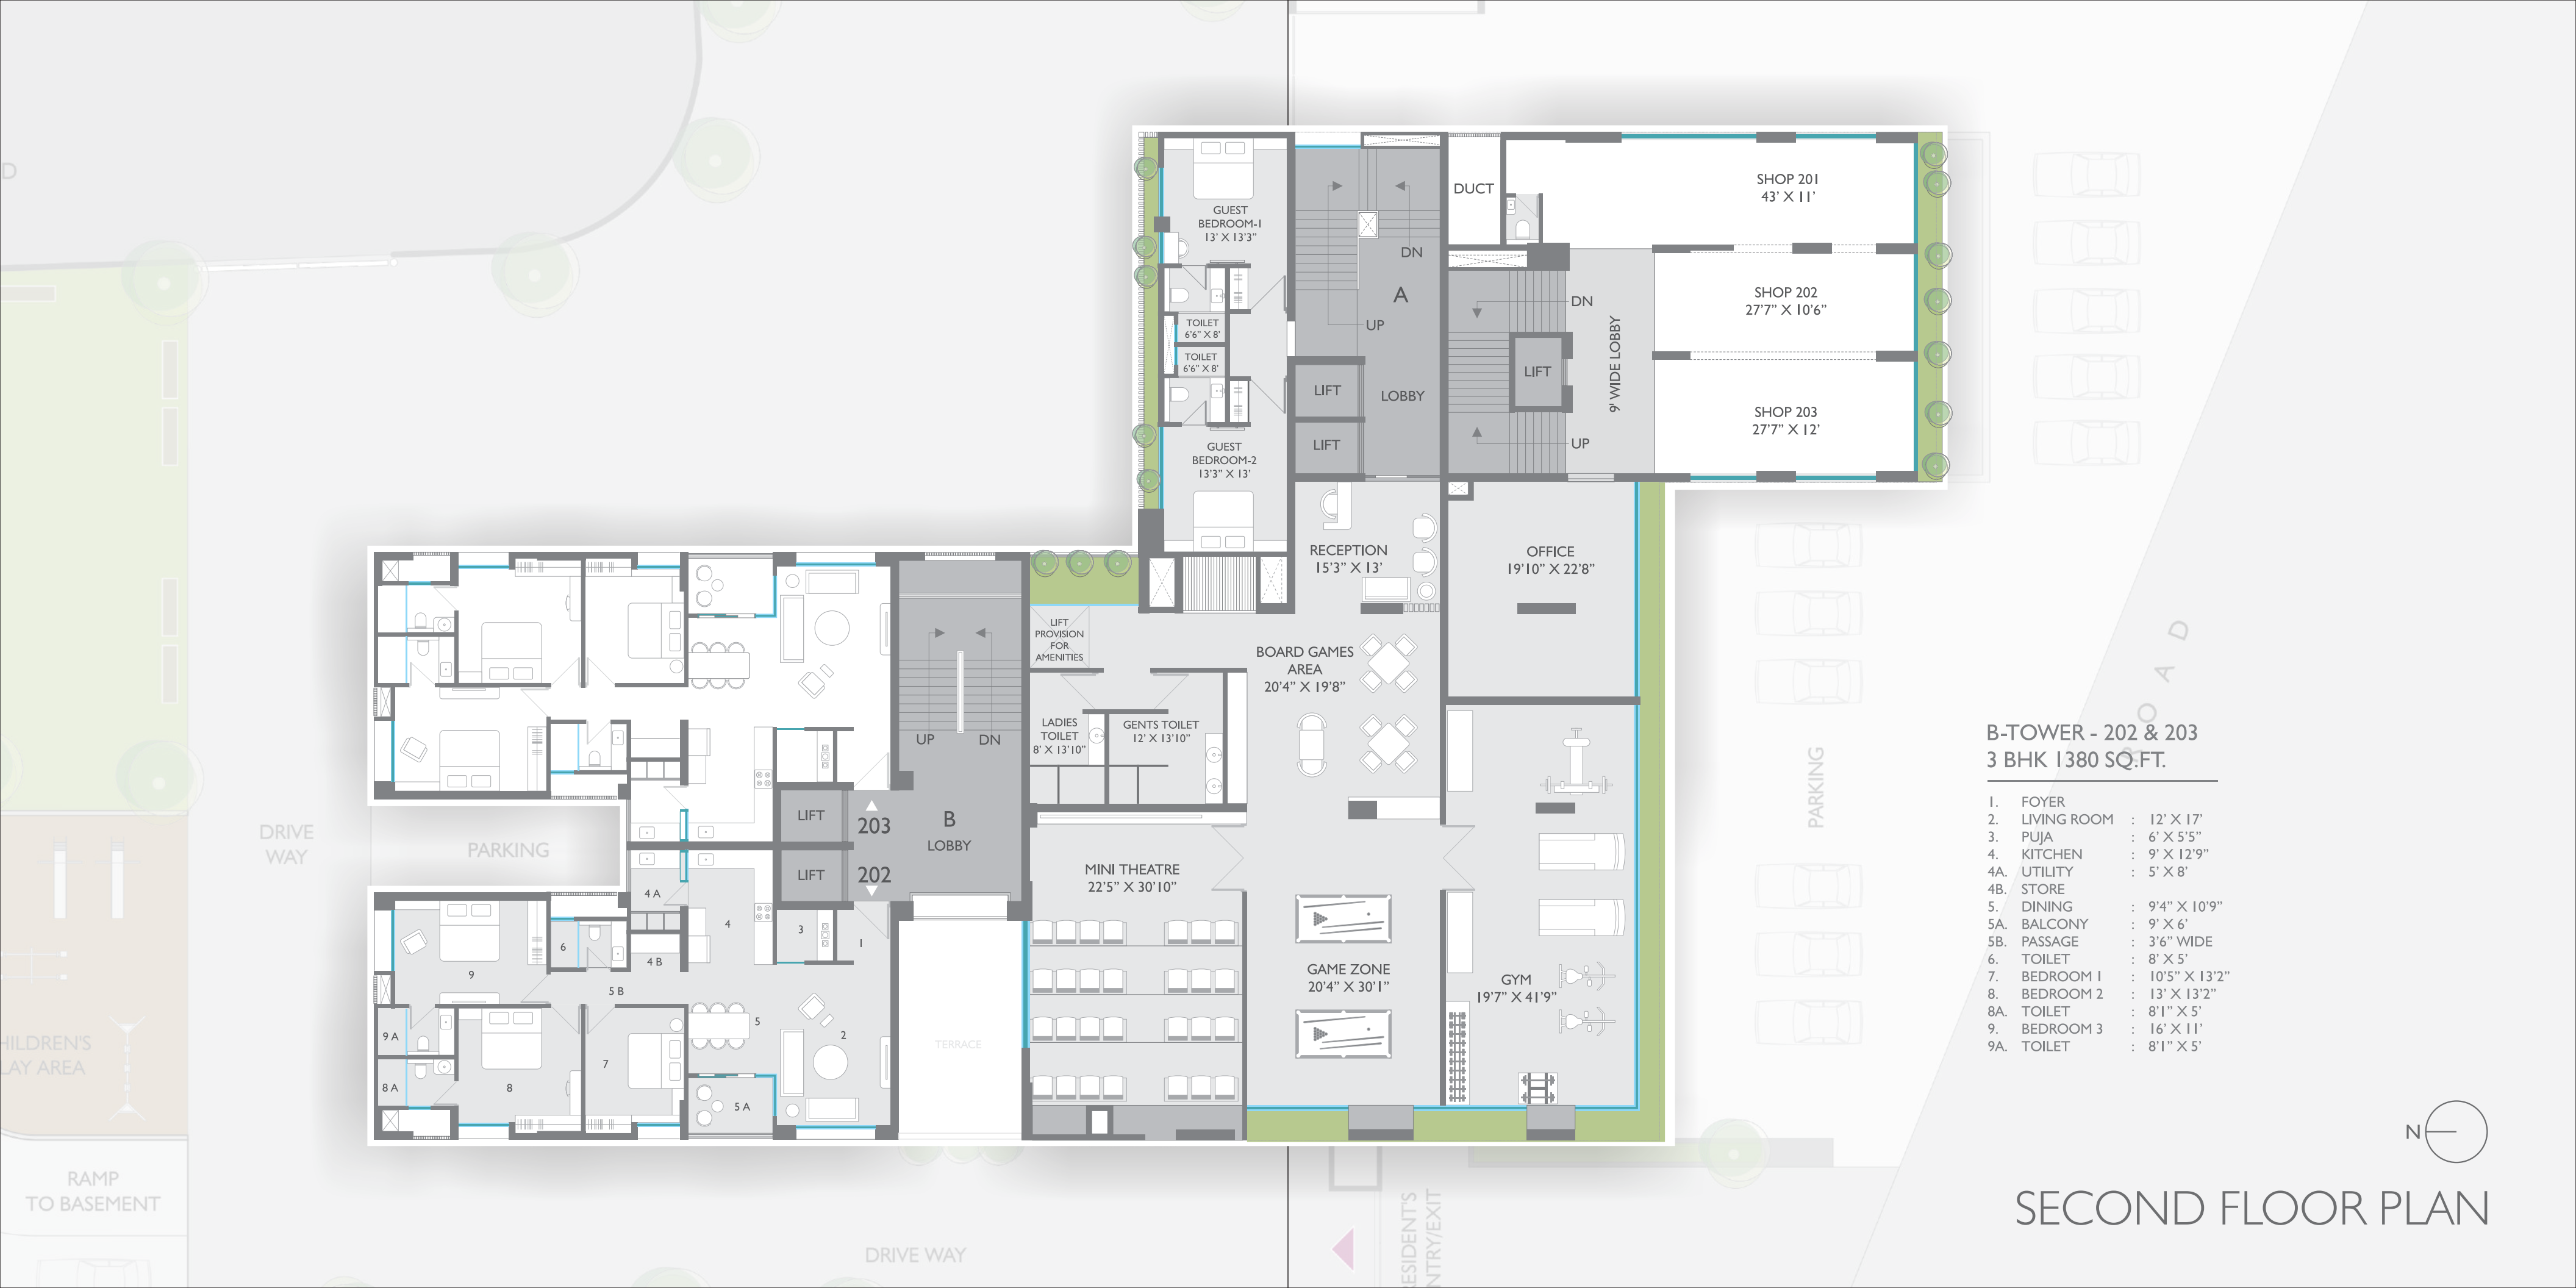 D
GUEST
BEDROOM-1
13' X 13'3"
TOILET
6'6" X 8'
TOILET
6'6" X 8'
GUEST
BEDROOM-2
13'3" X 13'
DN
A
UP
LIFT
LOBBY
LIFT
DUCT
DN
LIFT
UP
9' WIDE LOBBY
SHOP 201
43' X 11'
SHOP 202
27'7" X 10'6"
SHOP 203
27'7" X 12'
RECEPTION
15'3" X 13'
OFFICE
19'10" X 22'8"
LIFT
PROVISION
FOR
AMENITIES
BOARD GAMES
AREA
20'4" X 19'8"
LADIES
TOILET
8' X 13'10"
GENTS TOILET
12' X 13'10"
UP
DN
LIFT
203
B
LOBBY
LIFT
202
MINI THEATRE
22'5" X 30'10"
GAME ZONE
20'4" X 30'1"
GYM
19'7" X 41'9"
TERRACE
DRIVE
WAY
PARKING
4 A
4
3
1
6
4 B
9
5 B
9 A
8 A
8
7
5
2
5 A
HILDREN'S
LAY AREA
RAMP
TO BASEMENT
DRIVE WAY
RESIDENT'S
ENTRY/EXIT
PARKING
ROAD
B-TOWER - 202 & 203
3 BHK 1380 SQ.FT.
1. FOYER
2. LIVING ROOM : 12' X 17'
3. PUJA : 6' X 5'5"
4. KITCHEN : 9' X 12'9"
4A. UTILITY : 5' X 8'
4B. STORE
5. DINING : 9'4" X 10'9"
5A. BALCONY : 9' X 6'
5B. PASSAGE : 3'6" WIDE
6. TOILET : 8' X 5'
7. BEDROOM 1 : 10'5" X 13'2"
8. BEDROOM 2 : 13' X 13'2"
8A. TOILET : 8'1" X 5'
9. BEDROOM 3 : 16' X 11'
9A. TOILET : 8'1" X 5'
N
SECOND FLOOR PLAN